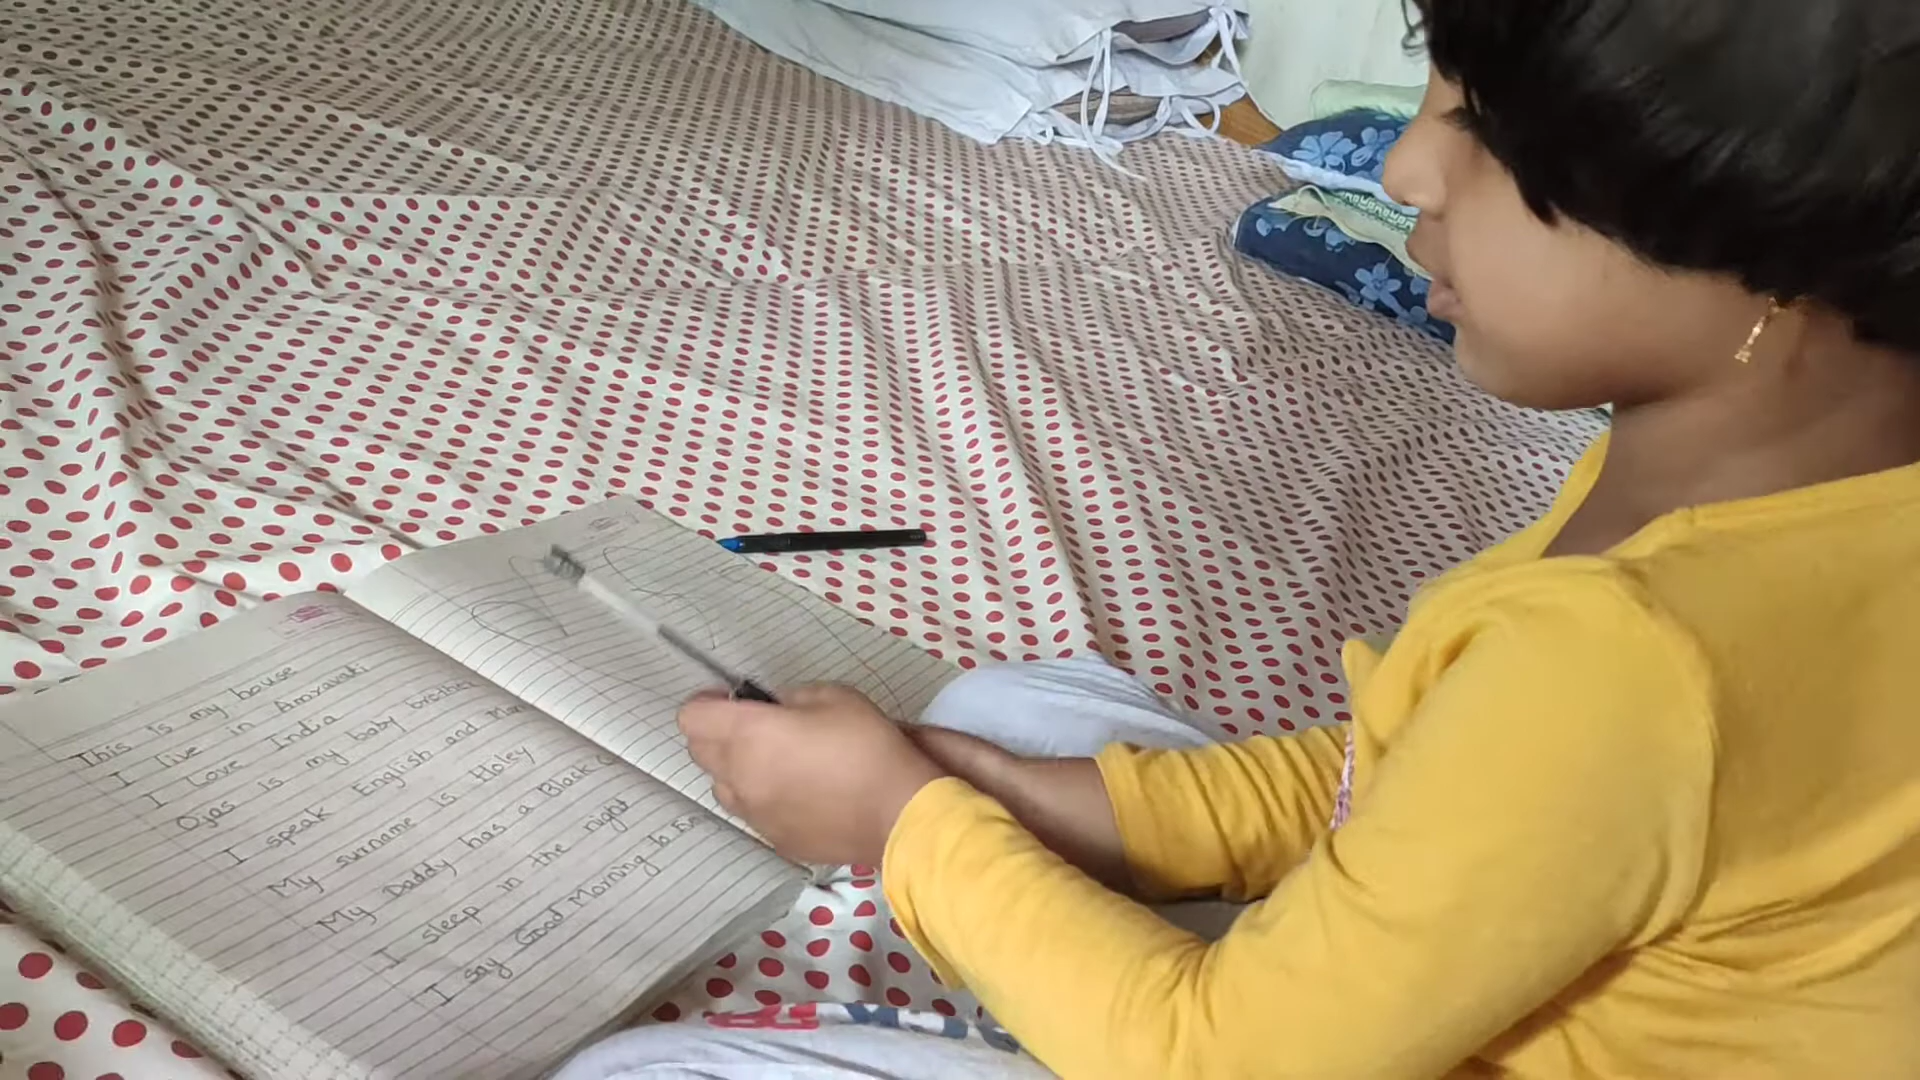 This is my house
I live in Amravati
I Love India
Ojas is my baby brother
I speak English and
My surname is Holey
My Daddy has a Black
I sleep in the night
I say Good Morning to